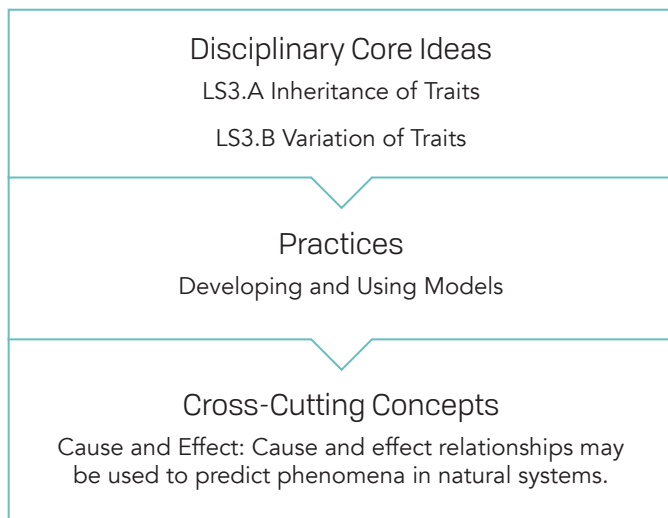 Disciplinary Core Ideas
LS3.A Inheritance of Traits
LS3.B Variation of Traits
Practices
Developing and Using Models
Cross-Cutting Concepts
Cause and Effect: Cause and effect relationships may
be used to predict phenomena in natural systems.